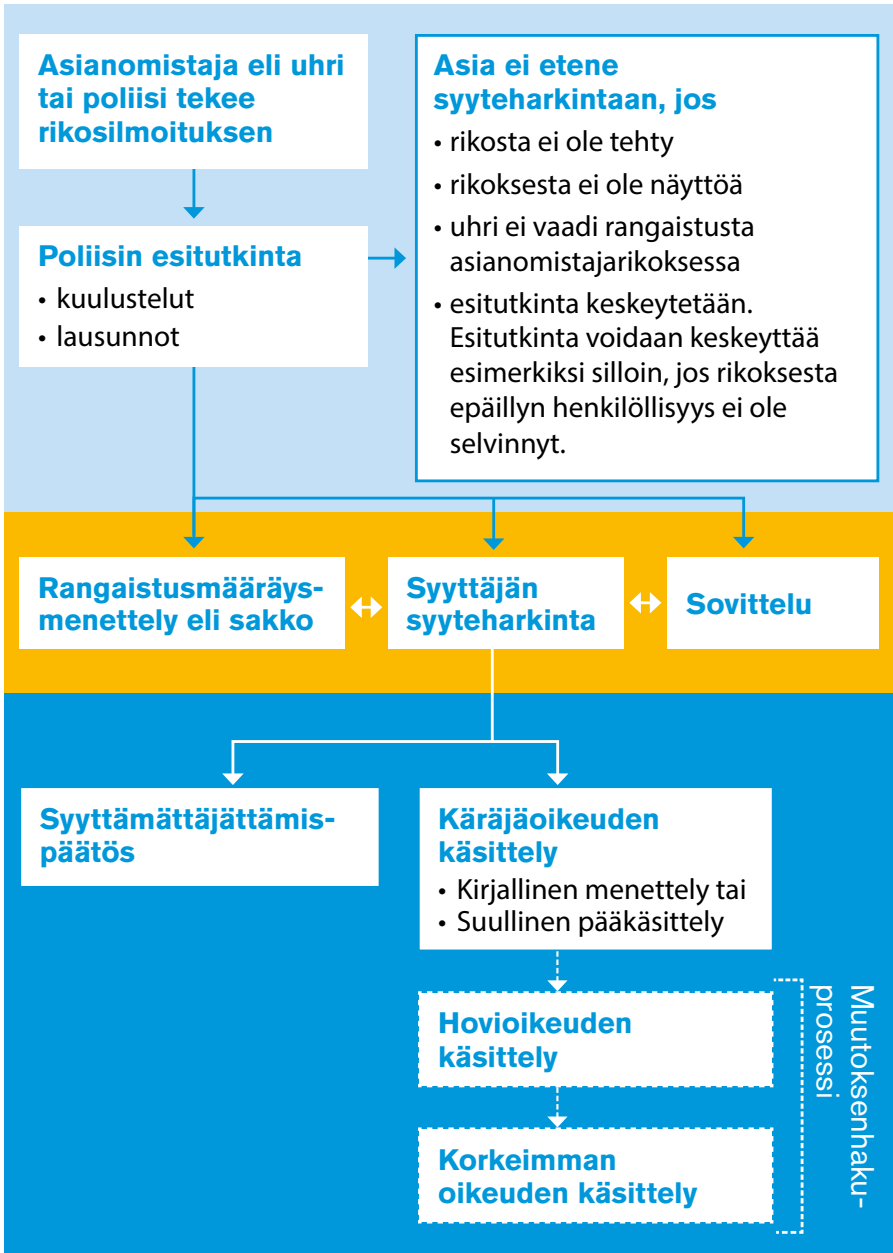 Asianomistaja eli uhri
tai poliisi tekee
rikosilmoituksen
Poliisin esitutkinta
• kuulustelut
• lausunnot
Asia ei etene
syyteharkintaan, jos
• rikosta ei ole tehty
• rikoksesta ei ole näyttöä
• uhri ei vaadi rangaistusta
asianomistajarikoksessa
• esitutkinta keskeytetään.
Esitutkinta voidaan keskeyttää
esimerkiksi silloin, jos rikoksesta
epäillyn henkilöllisyys ei ole
selvinnyt.
Rangaistusmääräys-
menettely eli sakko
Syyttäjän
syyteharkinta
Sovittelu
Syyttämättäjättämis-
päätös
Käräjäoikeuden
käsittely
• Kirjallinen menettely tai
• Suullinen pääkäsittely
Hovioikeuden
käsittely
Korkeimman
oikeuden käsittely
Muutoksenhaku-
prosessi